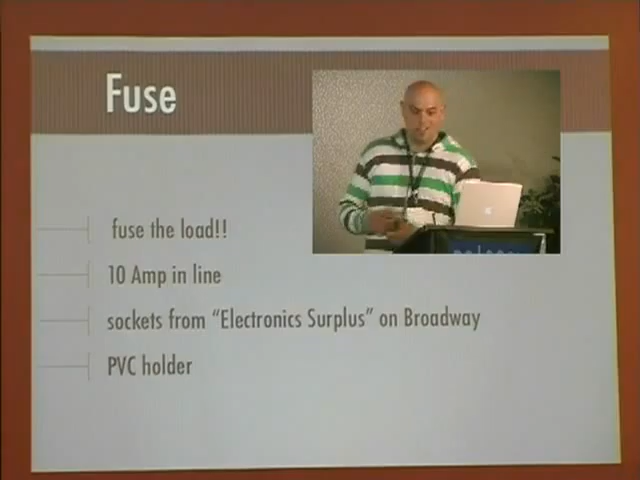 Fuse
fuse the load!!
10 Amp in line
sockets from “Electronics Surplus” on Broadway
PVC holder